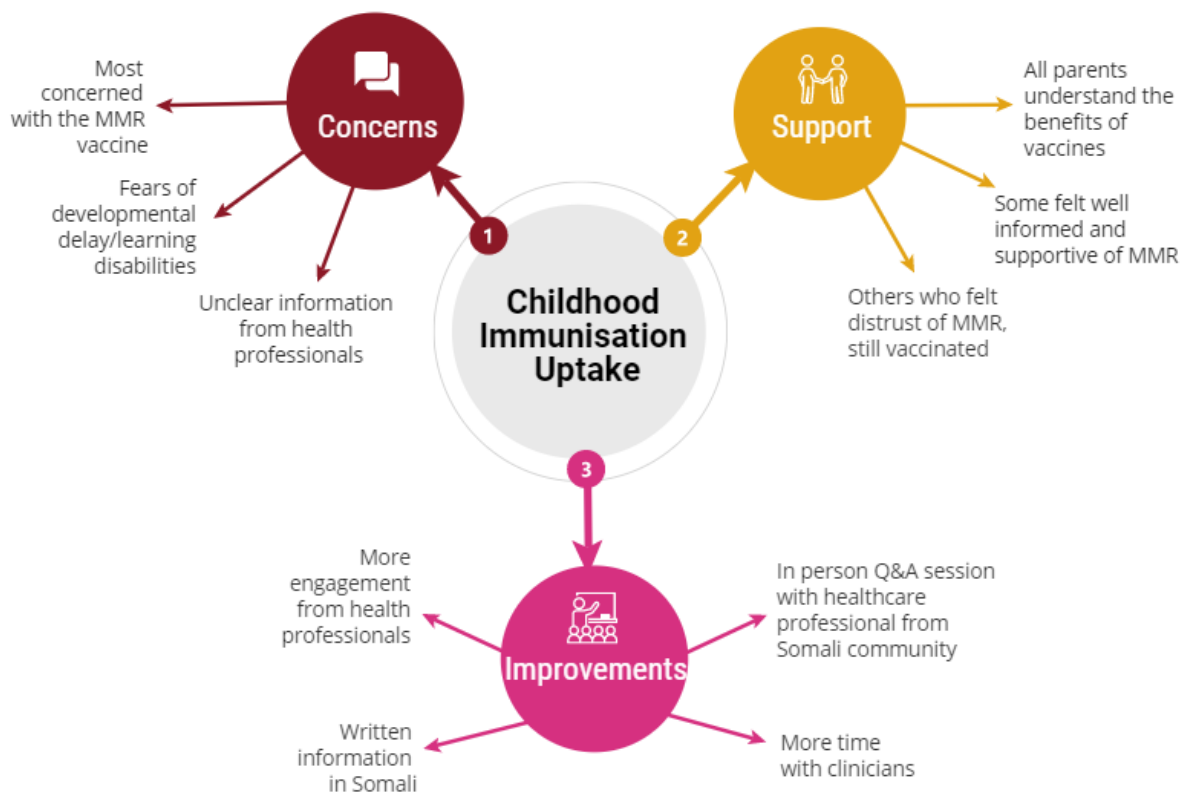 Concerns
Most
concerned
with the MMR
vaccine
Fears of
developmental
delay/learning
disabilities
Unclear information
from health
professionals
1
Support
All parents
understand the
benefits of
vaccines
Some felt well
informed and
supportive of MMR
Others who felt
distrust of MMR,
still vaccinated
2
Childhood
Immunisation
Uptake
3
Improvements
More
engagement
from health
professionals
In person Q&A session
with healthcare
professional from
Somali community
Written
information
in Somali
More time
with clinicians